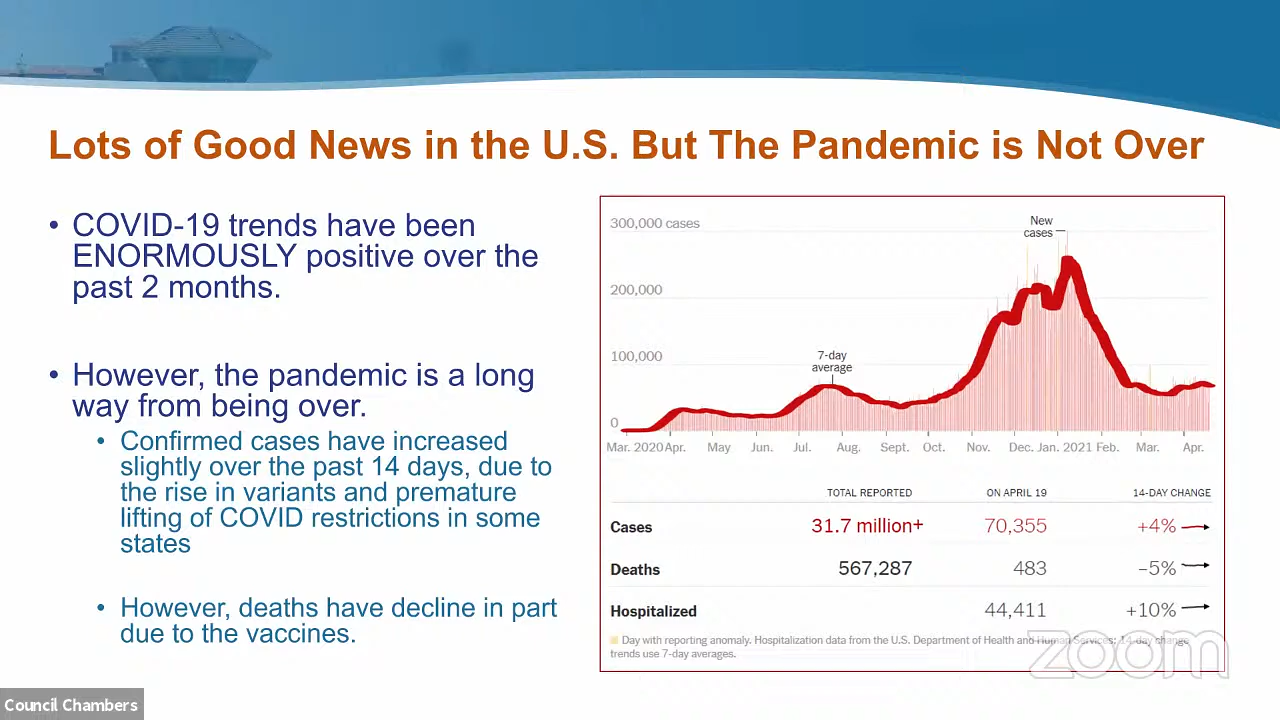 Lots of Good News in the U.S. But The Pandemic is Not Over
• COVID-19 trends have been
ENORMOUSLY positive over the
past 2 months.
• However, the pandemic is a long
way from being over.
• Confirmed cases have increased
slightly over the past 14 days, due to
the rise in variants and premature
lifting of COVID restrictions in some
states
• However, deaths have decline in part
due to the vaccines.
300,000 cases
New
cases
200,000
7-day
average
100,000
0
Mar. 2020 Apr. May Jun. Jul. Aug. Sept. Oct. Nov. Dec. Jan. 2021 Feb. Mar. Apr.
TOTAL REPORTED ON APRIL 19 14-DAY CHANGE
Cases 31.7 million+ 70,355 +4% →
Deaths 567,287 483 –5% →
Hospitalized 44,411 +10% →
Day with reporting anomaly. Hospitalization data from the U.S. Department of Health and Human Services; 14-day change
trends use 7-day averages.
zoom
Council Chambers